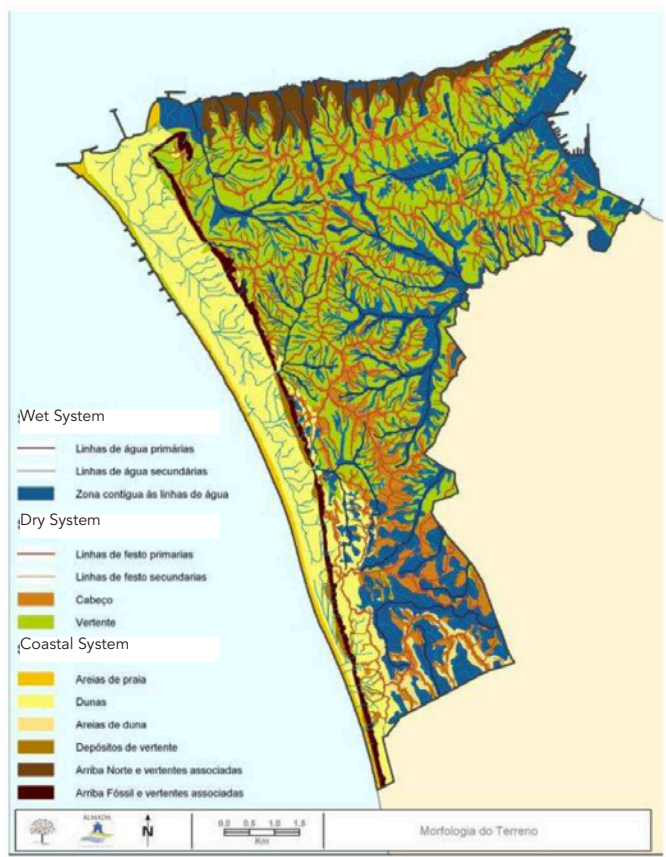 Wet System
Linhas de água primárias
Linhas de água secundárias
Zona contígua às linhas de água
Dry System
Linhas de festo primarias
Linhas de festo secundarias
Cabeço
Vertente
Coastal System
Areias de praia
Dunas
Areias de duna
Depósitos de vertente
Arriba Norte e vertentes associadas
Arriba Fóssil e vertentes associadas
ALMADA
N
0.0 0.5 1.0 1.5
Km
Morfologia do Terreno